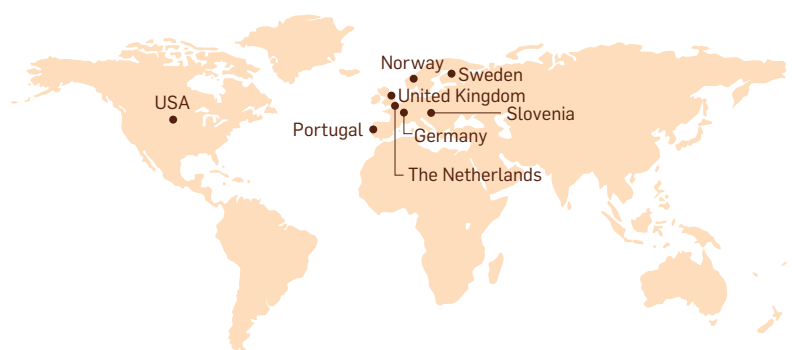 Norway
Sweden
USA
United Kingdom
Slovenia
Portugal
Germany
The Netherlands